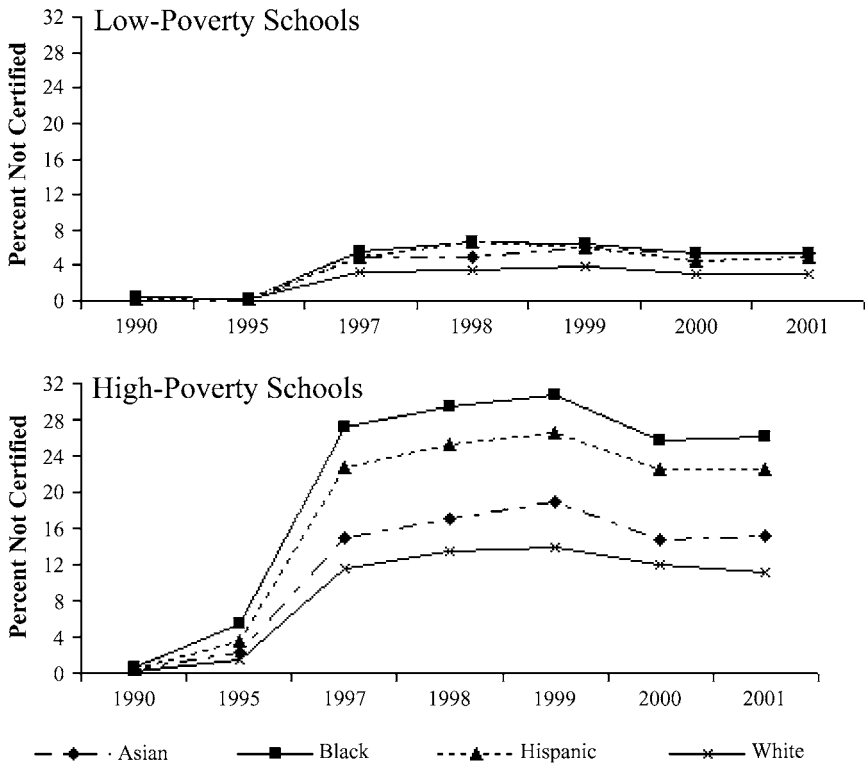 Low-Poverty Schools
Percent Not Certified
32
28
24
20
16
12
8
4
0
1990 1995 1997 1998 1999 2000 2001
High-Poverty Schools
Percent Not Certified
32
28
24
20
16
12
8
4
0
1990 1995 1997 1998 1999 2000 2001
Asian Black Hispanic White